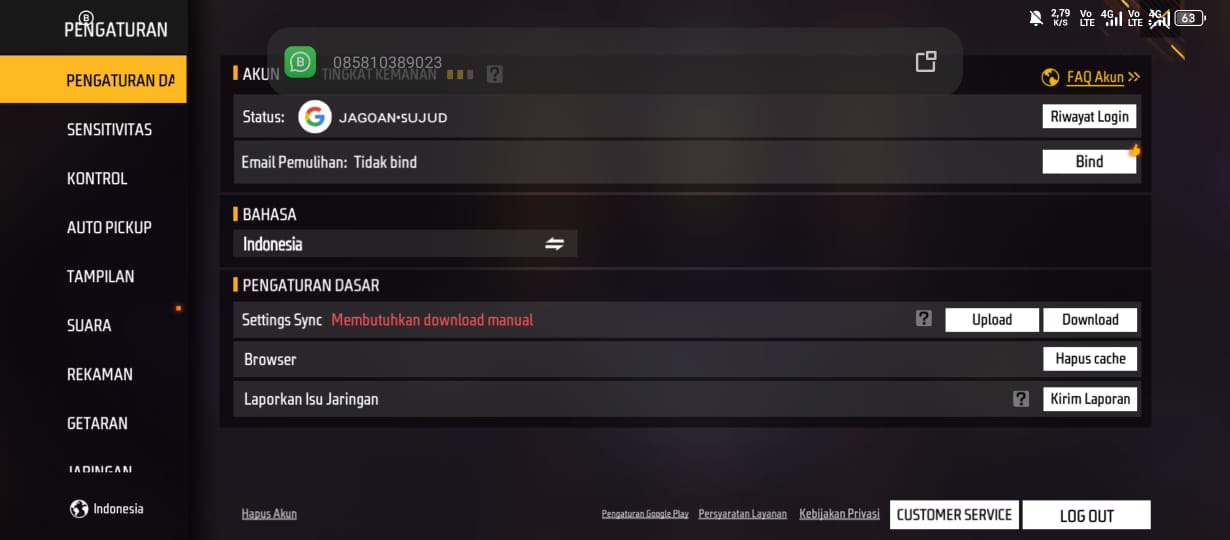 PENGATURAN
2,79 K/S Vo LTE 4G Vo LTE 4G 63
PENGATURAN DA
SENSITIVITAS
KONTROL
AUTO PICKUP
TAMPILAN
SUARA
REKAMAN
GETARAN
JARINGAN
Indonesia
085810389023
AKUN TINGKAT KEMANAN ?
FAQ Akun >>
Status: G JAGOAN•SUJUD Riwayat Login
Email Pemulihan: Tidak bind Bind
BAHASA
Indonesia
PENGATURAN DASAR
Settings Sync Membutuhkan download manual ? Upload Download
Browser Hapus cache
Laporkan Isu Jaringan ? Kirim Laporan
Hapus Akun Pengaturan Google Play Persyaratan Layanan Kebijakan Privasi CUSTOMER SERVICE LOG OUT